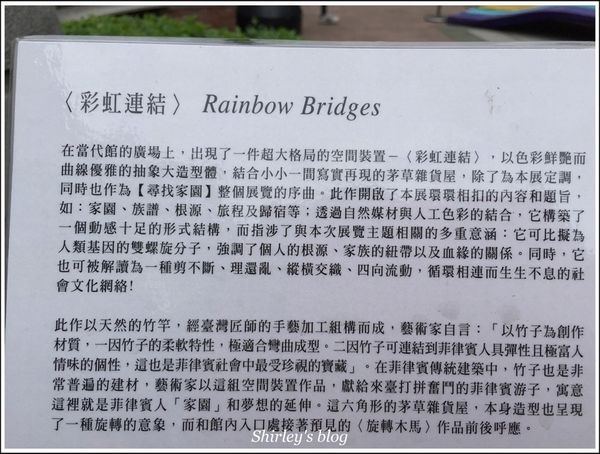 〈彩虹連結〉 Rainbow Bridges
在當代館的廣場上，出現了一件超大格局的空間裝置－〈彩虹連結〉，以色彩鮮艷而
曲線優雅的抽象大造型體，結合小小一間寫實再現的茅草雜貨屋，除了為本展定調，
同時也作為【尋找家園】整個展覽的序曲。此作開啟了本展環環相扣的內容和題旨，
如：家園、族譜、根源、旅程及歸宿等；透過自然媒材與人工色彩的結合，它構築了
一個動感十足的形式結構，而指涉了與本次展覽主題相關的多重意涵：它可比擬為
人類基因的雙螺旋分子，強調了個人的根源、家族的紐帶以及血緣的關係。同時，它
也可被解讀為一種剪不斷、理還亂、縱橫交織、四向流動，循環相連而生生不息的社
會文化網絡!
此作以天然的竹竿，經臺灣匠師的手藝加工組構而成，藝術家自言：「以竹子為創作
材質，一因竹子的柔軟特性，極適合彎曲成型。二因竹子可連結到菲律賓人具彈性且極富人
情味的個性，這也是菲律賓社會中最受珍視的寶藏」。在菲律賓傳統建築中，竹子也是非
常普遍的建材，藝術家以這組空間裝置作品，獻給來臺打拼奮鬥的菲律賓游子，寓意
這裡就是菲律賓人「家園」和夢想的延伸。這六角形的茅草雜貨屋，本身造型也呈現
了一種旋轉的意象，而和館內入口處接著預見的〈旋轉木馬〉作品前後呼應。
Shirley's blog